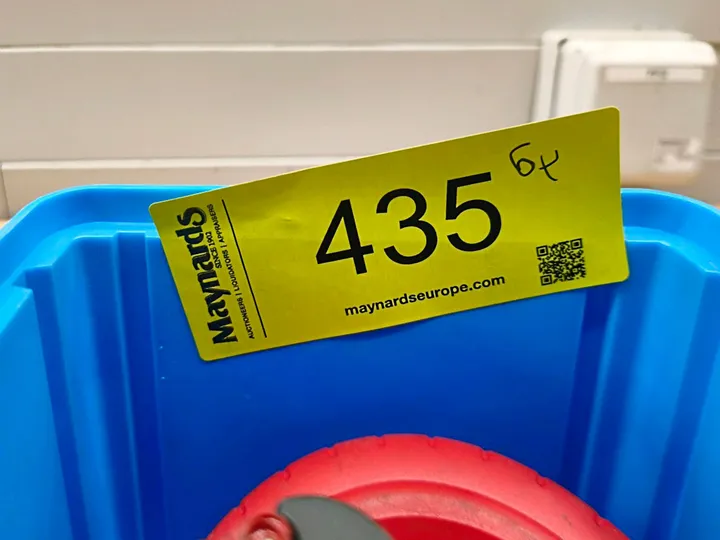 Maynards
SINCE 1902
AUCTIONEERS | LIQUIDATORS | APPRAISERS
435
6x
maynardseurope.com